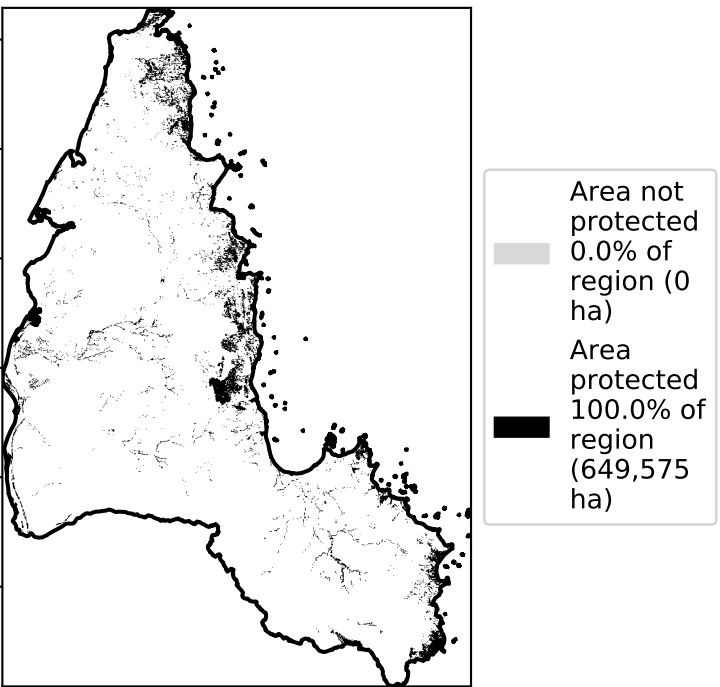 Area not
protected
0.0% of
region (0
ha)
Area
protected
100.0% of
region
(649,575
ha)